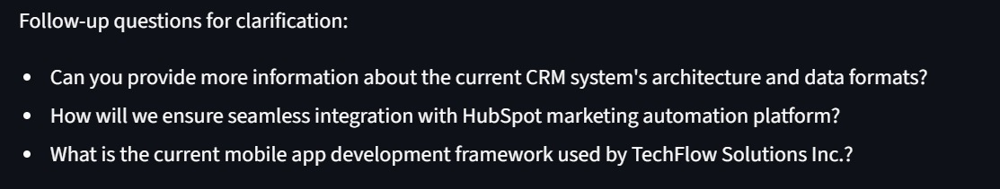 Follow-up questions for clarification:
• Can you provide more information about the current CRM system's architecture and data formats?
• How will we ensure seamless integration with HubSpot marketing automation platform?
• What is the current mobile app development framework used by TechFlow Solutions Inc.?